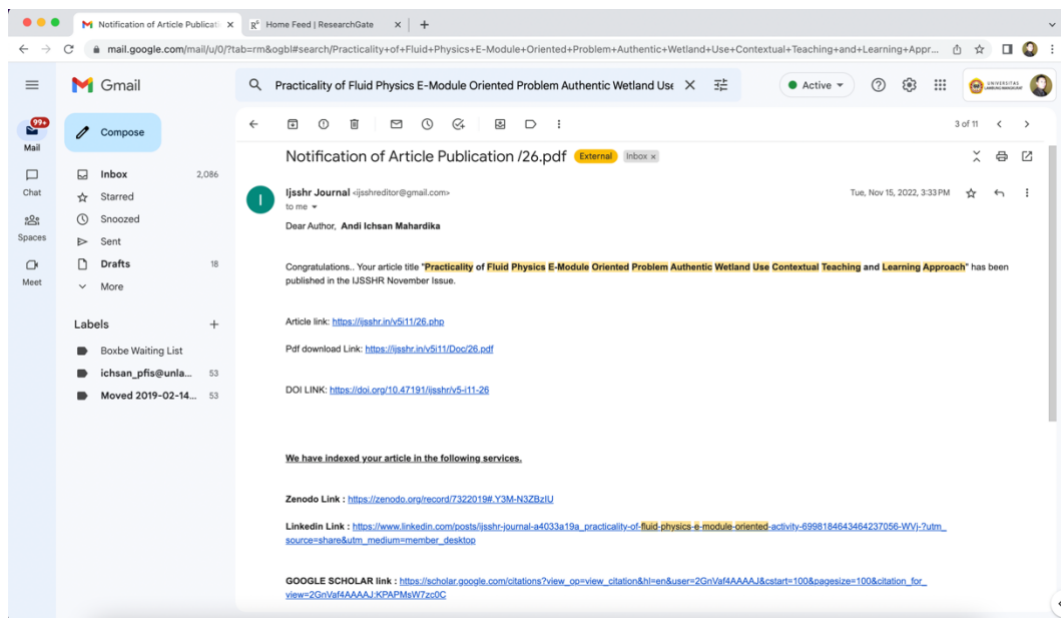 Notification of Article Publicati
Home Feed | ResearchGate
mail.google.com/mail/u/0/?tab=rm&ogbl#search/Practicality+of+Fluid+Physics+E-Module+Oriented+Problem+Authentic+Wetland+Use+Contextual+Teaching+and+Learning+Appr...
Gmail
Practicality of Fluid Physics E-Module Oriented Problem Authentic Wetland Use
Active
UNIVERSITAS
LAMBUNG MANGKURAT
99+
Mail
Chat
Spaces
Meet
Compose
Inbox 2,086
Starred
Snoozed
Sent
Drafts 18
More
Labels
Boxbe Waiting List
ichsan_pfis@unla... 53
Moved 2019-02-14... 53
3 of 11
Notification of Article Publication /26.pdf External Inbox x
I
Ijsshr Journal <ijsshreditor@gmail.com> Tue, Nov 15, 2022, 3:33 PM
to me
Dear Author, Andi Ichsan Mahardika
Congratulations.. Your article title "Practicality of Fluid Physics E-Module Oriented Problem Authentic Wetland Use Contextual Teaching and Learning Approach" has been
published in the IJSSHR November Issue.
Article link: https://ijsshr.in/v5i11/26.php
Pdf download Link: https://ijsshr.in/v5i11/Doc/26.pdf
DOI LINK: https://doi.org/10.47191/ijsshr/v5-i11-26
We have indexed your article in the following services.
Zenodo Link : https://zenodo.org/record/7322019#.Y3M-N3ZBzIU
Linkedin Link : https://www.linkedin.com/posts/ijsshr-journal-a4033a19a_practicality-of-fluid-physics-e-module-oriented-activity-6998184643464237056-WVj-?utm_
source=share&utm_medium=member_desktop
GOOGLE SCHOLAR link : https://scholar.google.com/citations?view_op=view_citation&hl=en&user=2GnVaf4AAAAJ&cstart=100&pagesize=100&citation_for_
view=2GnVaf4AAAAJ:KPAPMsW7zc0C